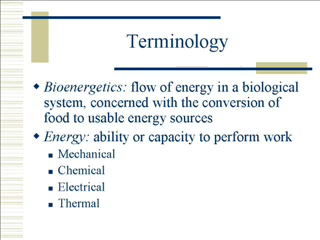 Terminology
Bioenergetics: flow of energy in a biological
system, concerned with the conversion of
food to usable energy sources
Energy: ability or capacity to perform work
Mechanical
Chemical
Electrical
Thermal